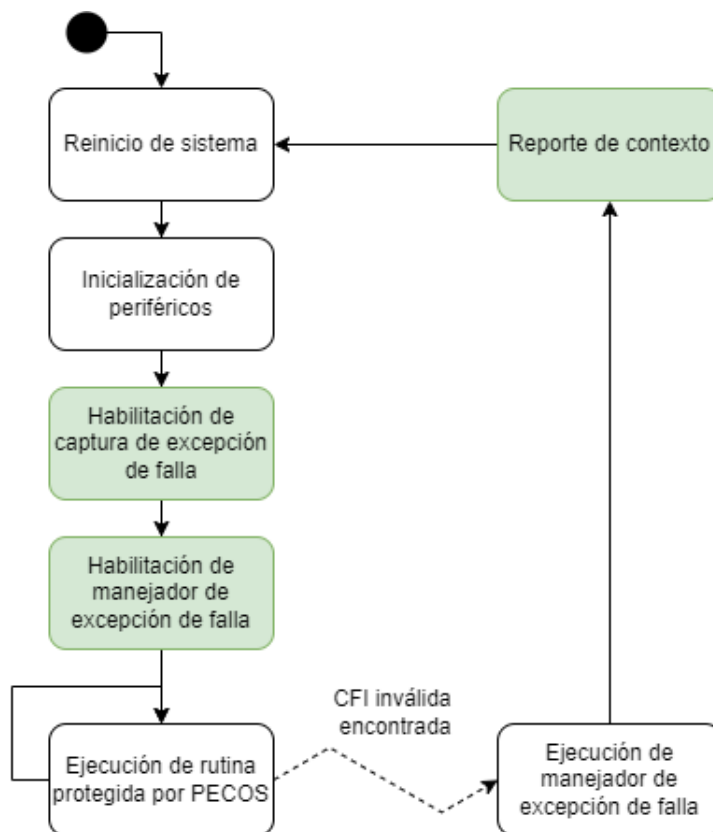 Reinicio de sistema
Reporte de contexto
Inicialización de
periféricos
Habilitación de
captura de excepción
de falla
Habilitación de
manejador de
excepción de falla
CFI inválida
encontrada
Ejecución de rutina
protegida por PECOS
Ejecución de
manejador de
excepción de falla